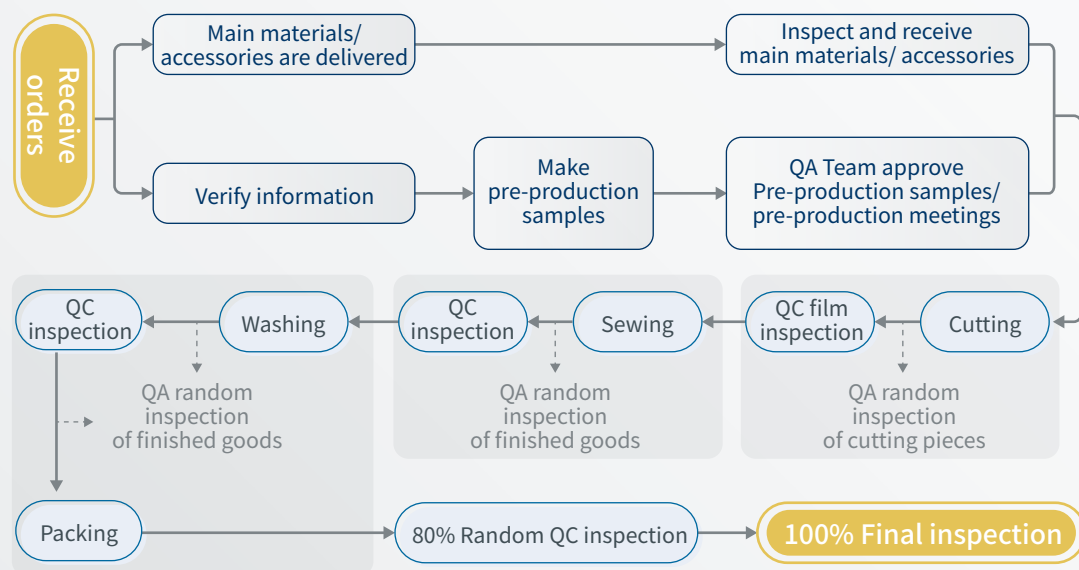 Receive
orders
Main materials/
accessories are delivered
Inspect and receive
main materials/ accessories
Verify information
Make
pre-production
samples
QA Team approve
Pre-production samples/
pre-production meetings
QC
inspection
Washing
QC
inspection
Sewing
QC film
inspection
Cutting
QA random
inspection
of finished goods
QA random
inspection
of finished goods
QA random
inspection
of cutting pieces
Packing
80% Random QC inspection
100% Final inspection